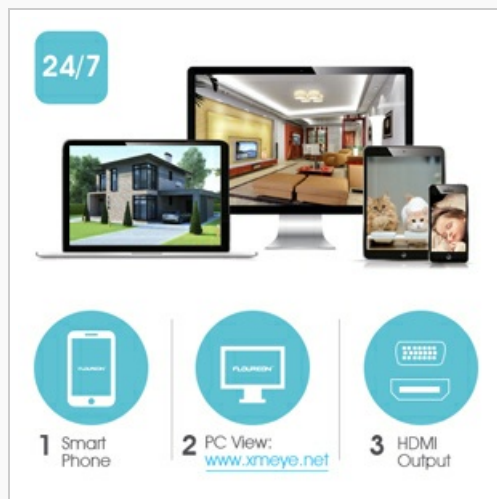 24/7
FLOUREON
FLOUREON
1 Smart
Phone
2 PC View:
www.xmeye.net
3 HDMI
Output